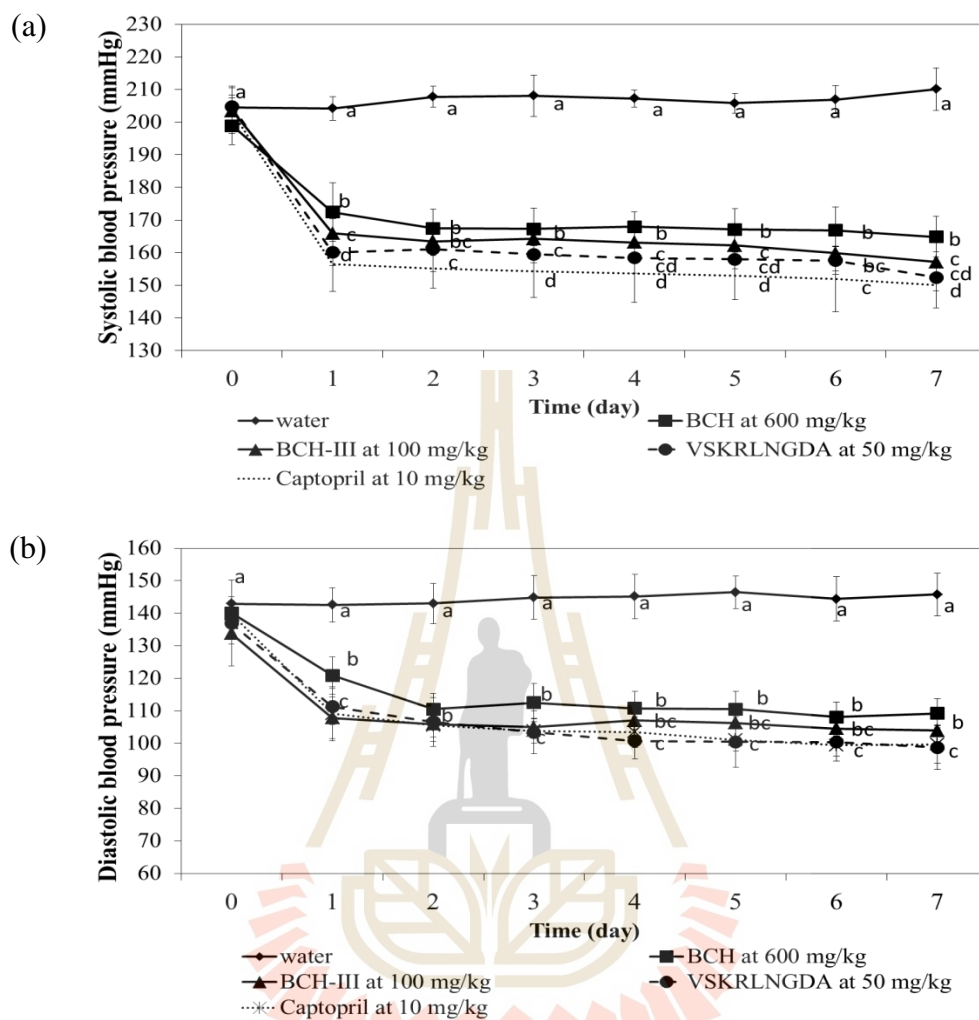 (a)
Systolic blood pressure (mmHg)
230
220
210
200
190
180
170
160
150
140
130
a a a a a a a a
b b b b b b b
c bc b c c bc c
d c cd cd cd
c d d d c d
0 1 2 3 4 5 6 7
Time (day)
water BCH at 600 mg/kg
BCH-III at 100 mg/kg VSKRLNGDA at 50 mg/kg
Captopril at 10 mg/kg
(b)
Diastolic blood pressure (mmHg)
160
150
140
130
120
110
100
90
80
70
60
a a a a a a a a
b b b b b b
c b bc bc bc
c c c c c
0 1 2 3 4 5 6 7
Time (day)
water BCH at 600 mg/kg
BCH-III at 100 mg/kg VSKRLNGDA at 50 mg/kg
Captopril at 10 mg/kg